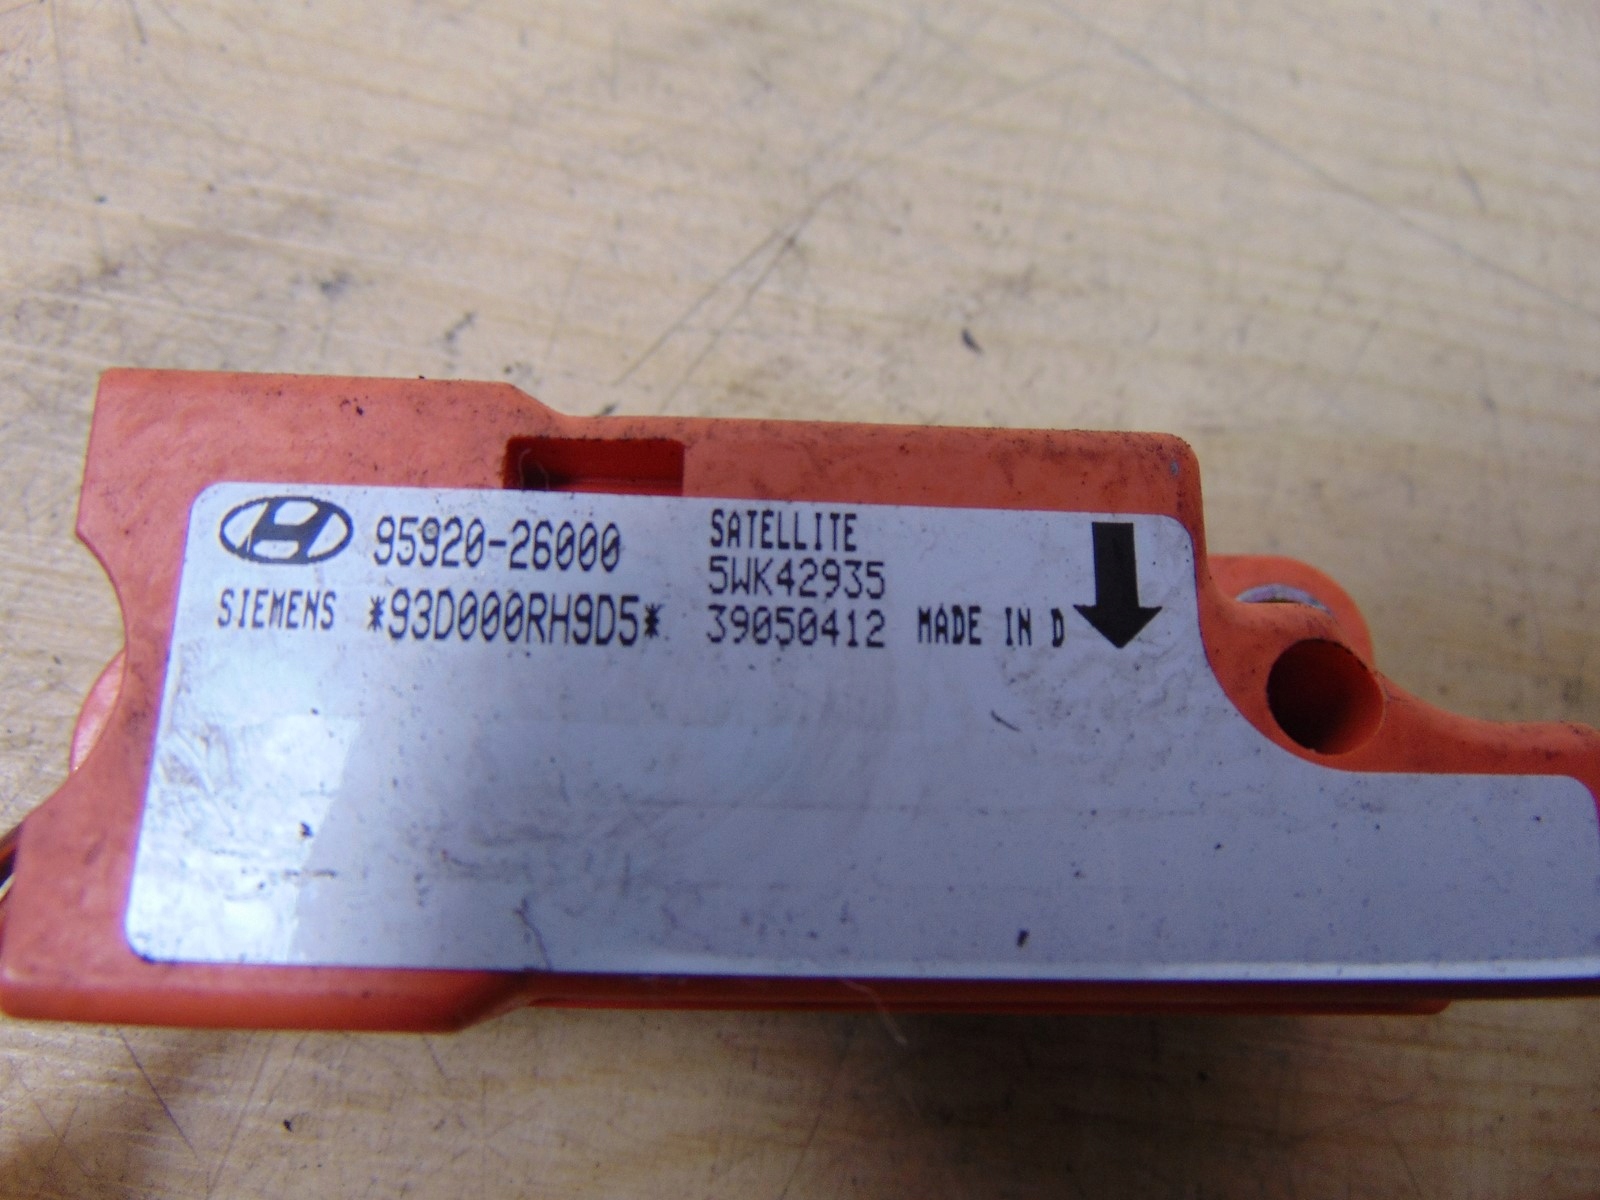 95920-26000
SIEMENS *93D000RH9D5*
SATELLITE
5WK42935
39050412 MADE IN D